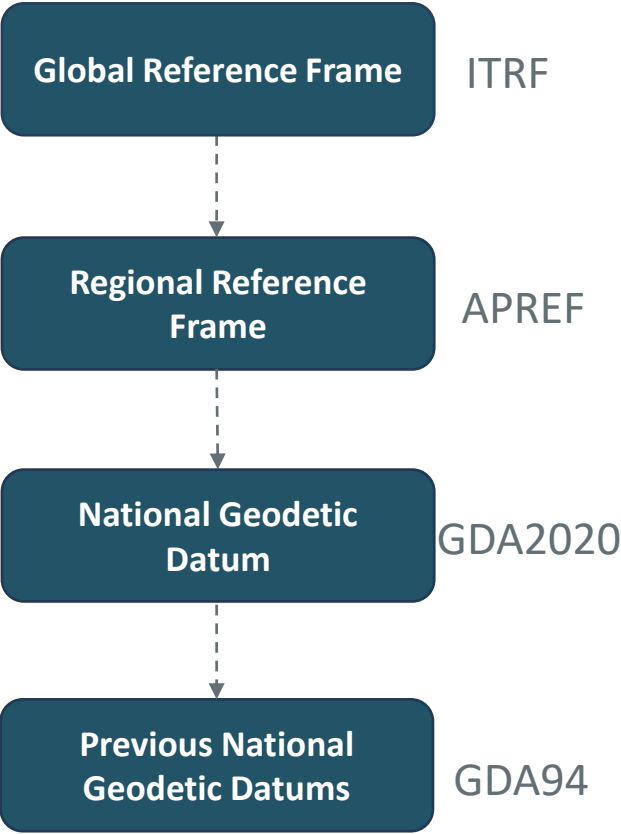 Global Reference Frame
ITRF
Regional Reference
Frame
APREF
National Geodetic
Datum
GDA2020
Previous National
Geodetic Datums
GDA94